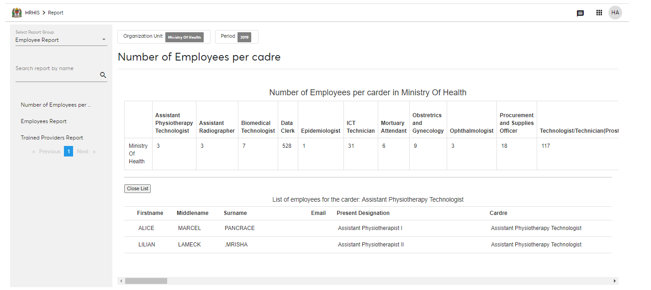 HRHIS > Report
HA
Select Report Group
Employee Report
Search report by name
Number of Employees per ..
Employees Report
Trained Providers Report
« Previous 1 Next »
Organization Unit Ministry Of Health Period 2019
Number of Employees per cadre
Number of Employees per carder in Ministry Of Health
Assistant Physiotherapy Technologist Assistant Radiographer Biomedical Technologist Data Clerk Epidemiologist ICT Technician Mortuary Attendant Obstretrics and Gynecology Ophthalmologist Procurement and Supplies Officer Technologist/Technician(Prost
Ministry Of Health 3 3 7 528 1 31 6 9 3 18 117
Close List
List of employees for the carder: Assistant Physiotherapy Technologist
Firstname Middlename Surname Email Present Designation Cardre
ALICE MARCEL PANCRACE Assistant Physiotherapist I Assistant Physiotherapy Technologist
LILIAN LAMECK ,MRISHA Assistant Physiotherapist II Assistant Physiotherapy Technologist